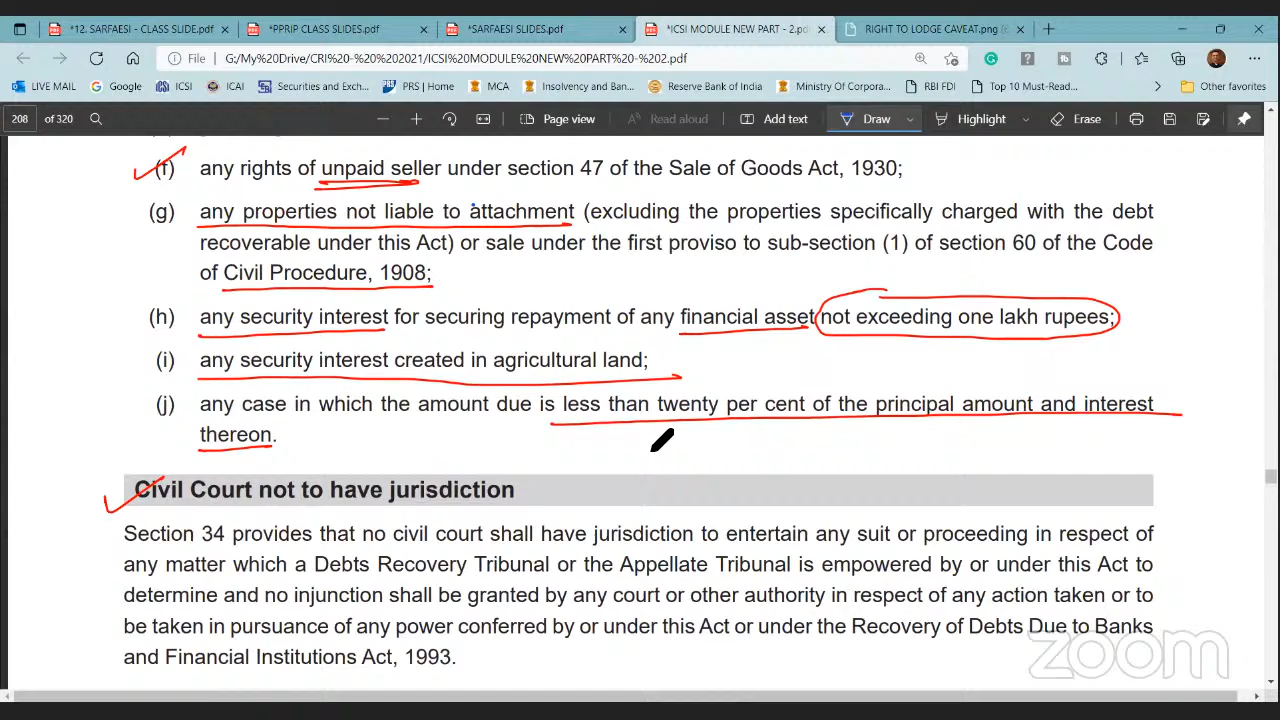 *12. SARFAESI - CLASS SLIDE.pdf
*PPRIP CLASS SLIDES.pdf
*SARFAESI SLIDES.pdf
*ICSI MODULE NEW PART - 2.pd
RIGHT TO LODGE CAVEAT.png (
File G:/My%20Drive/CRI%20-%20%202021/ICSI%20MODULE%20NEW%20PART%20-%202.pdf
LIVE MAIL Google ICSI ICAI Securities and Exch... PRS | Home MCA Insolvency and Ban... Reserve Bank of India Ministry Of Corpora... RBI FDI Top 10 Must-Read... Other favorites
208 of 320 Page view Read aloud Add text Draw Highlight Erase
(f) any rights of unpaid seller under section 47 of the Sale of Goods Act, 1930;
(g) any properties not liable to attachment (excluding the properties specifically charged with the debt
recoverable under this Act) or sale under the first proviso to sub-section (1) of section 60 of the Code
of Civil Procedure, 1908;
(h) any security interest for securing repayment of any financial asset not exceeding one lakh rupees;
(i) any security interest created in agricultural land;
(j) any case in which the amount due is less than twenty per cent of the principal amount and interest
thereon.
Civil Court not to have jurisdiction
Section 34 provides that no civil court shall have jurisdiction to entertain any suit or proceeding in respect of
any matter which a Debts Recovery Tribunal or the Appellate Tribunal is empowered by or under this Act to
determine and no injunction shall be granted by any court or other authority in respect of any action taken or to
be taken in pursuance of any power conferred by or under this Act or under the Recovery of Debts Due to Banks
and Financial Institutions Act, 1993.
zoom